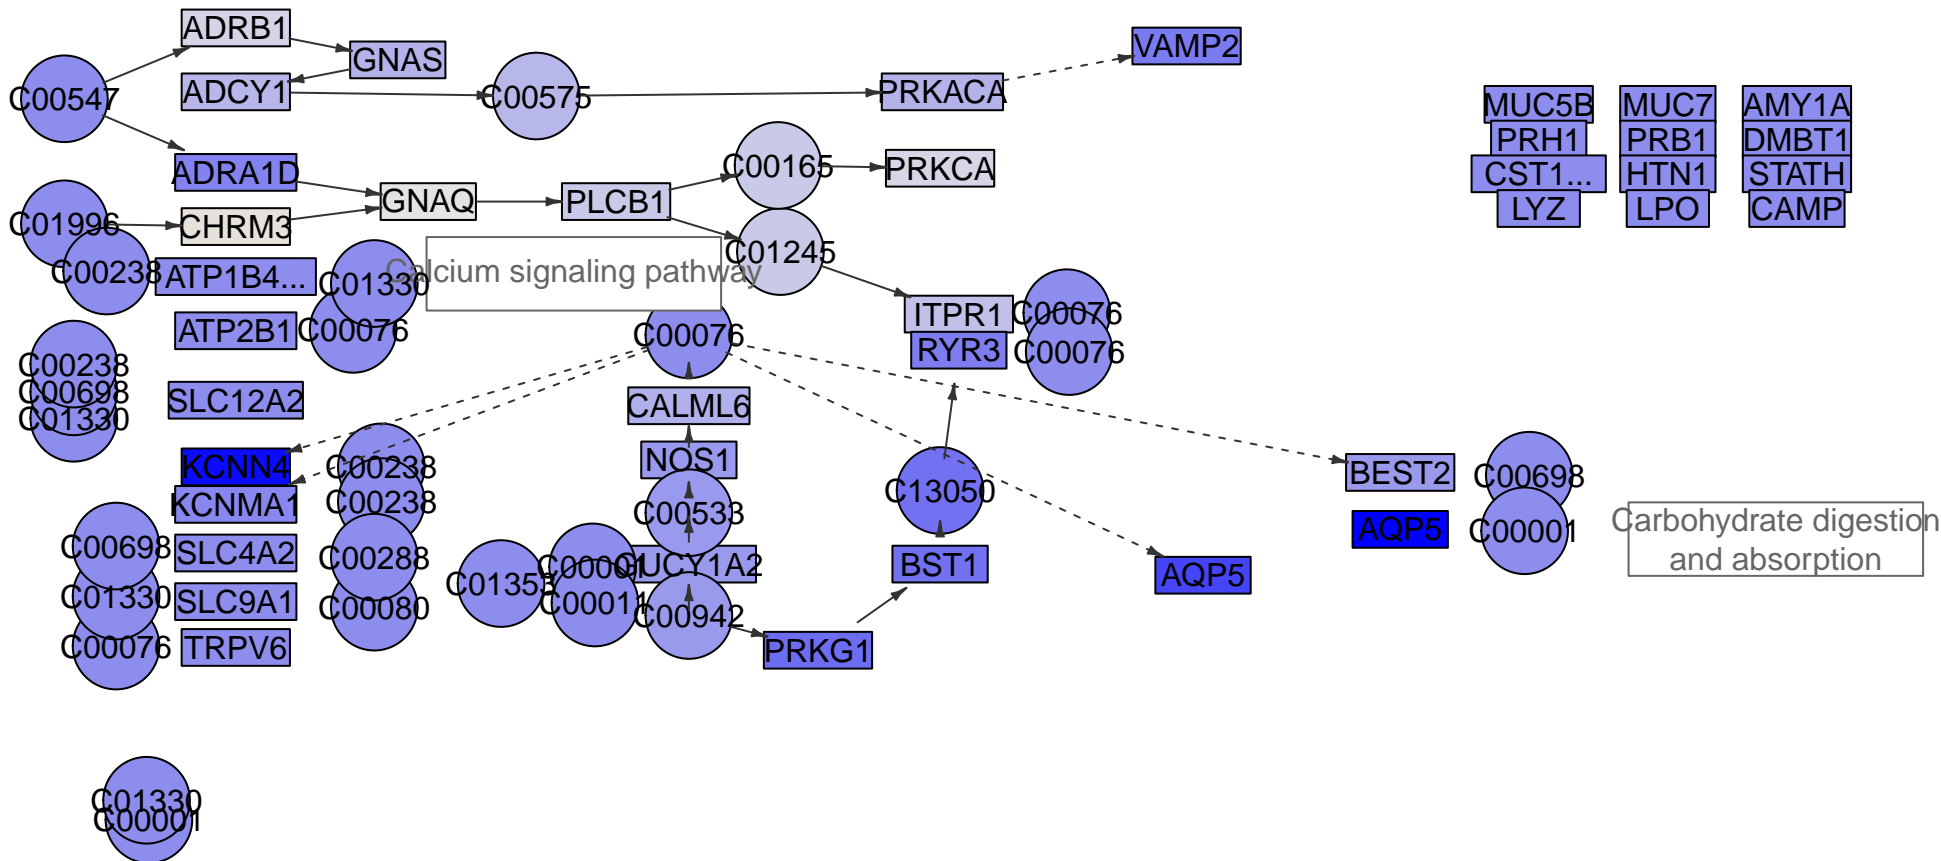 ADRB1
GNAS
VAMP2
C00547
ADCY1
C00575
PRKACA
MUC5B
MUC7
AMY1A
PRH1
PRB1
DMBT1
ADRA1D
C00165
PRKCA
CST1...
HTN1
STATH
GNAQ
PLCB1
LYZ
LPO
CAMP
C01996
CHRM3
C01245
C00238
ATP1B4...
C01330
Calcium signaling pathway
ATP2B1
C00076
C00076
ITPR1
C00076
RYR3
C00076
C00238
C00698
C01330
SLC12A2
CALML6
KCNN4
C00238
NOS1
C13050
BEST2
C00698
KCNMA1
C00238
C00533
AQP5
C00001
Carbohydrate digestion
and absorption
C00698
SLC4A2
C00288
C01353
C00001
GUCY1A2
BST1
AQP5
C01330
SLC9A1
C00080
C00011
C00942
C00076
TRPV6
PRKG1
C01330
C00001